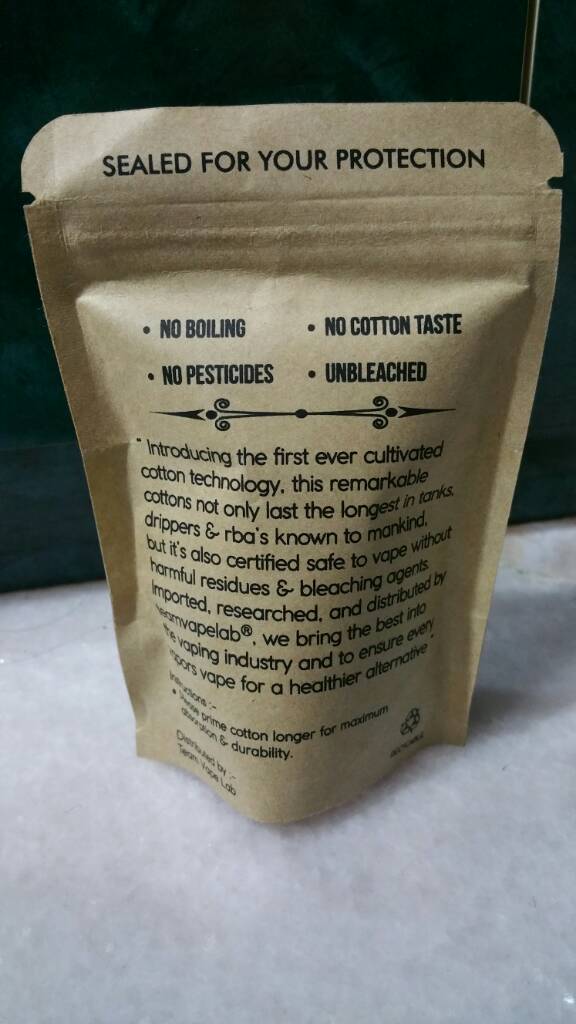 SEALED FOR YOUR PROTECTION
• NO BOILING • NO COTTON TASTE
• NO PESTICIDES • UNBLEACHED
" Introducing the first ever cultivated
cotton technology, this remarkable
cottons not only last the longest in tanks,
drippers & rba's known to mankind,
but it's also certified safe to vape without
harmful residues & bleaching agents.
Imported, researched, and distributed by
teamvapelab®, we bring the best into
the vaping industry and to ensure every
vapors vape for a healthier alternative "
Instructions :-
• Please prime cotton longer for maximum
absoration & durability.
Distributed by :-
Team Vape Lab
RECYCABLE